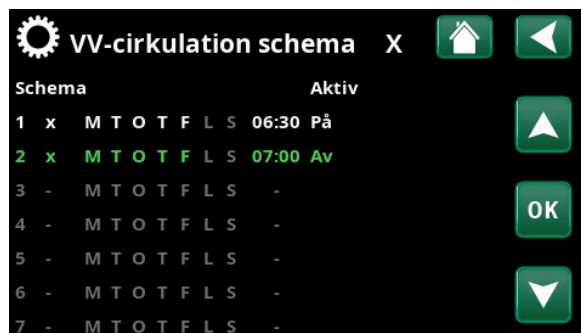 VV-cirkulation schema X
Schema Aktiv
1 x M T O T F L S 06:30 På
2 x M T O T F L S 07:00 Av
3 - M T O T F L S -
4 - M T O T F L S -
5 - M T O T F L S -
6 - M T O T F L S -
7 - M T O T F L S -
OK